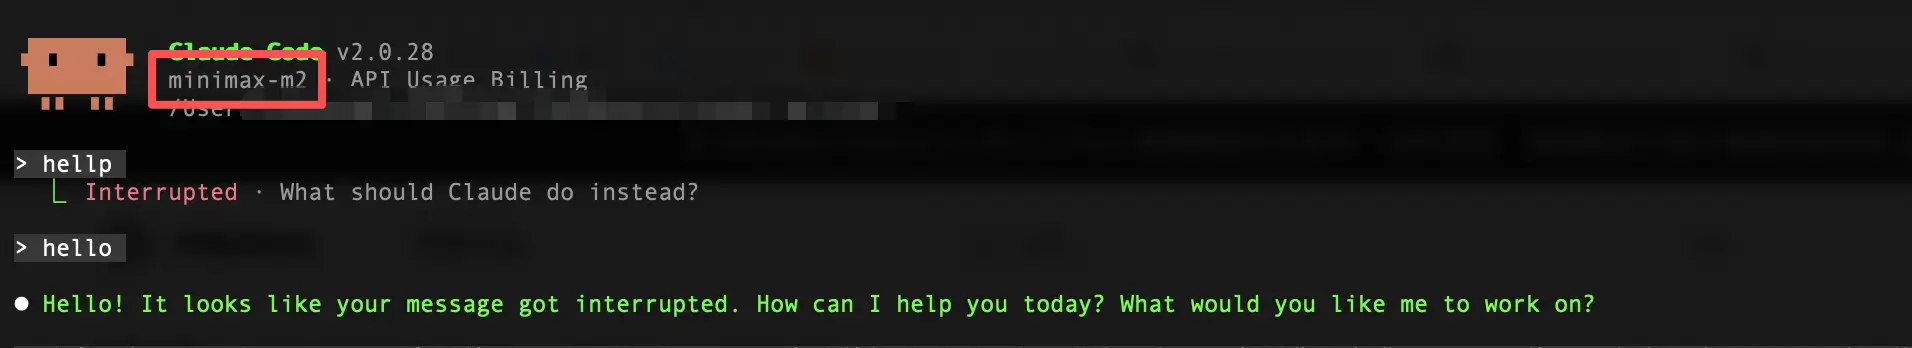 Claude Code v2.0.28
minimax-m2 · API Usage Billing
/User
> hellp
Interrupted · What should Claude do instead?
> hello
Hello! It looks like your message got interrupted. How can I help you today? What would you like me to work on?